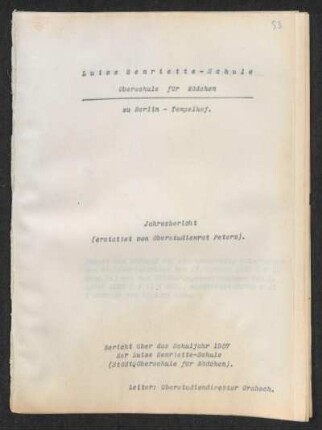 53
Luise Henriette-Schule
Oberschule für Mädchen
zu Berlin - Tempelhof.
Jahresbericht
(erstattet von Oberstudienrat Peters).
Bericht über das Schuljahr 1937
der Luise Henriette-Schule
(Städt.Oberschule für Mädchen).
Leiter: Oberstudiendirektor